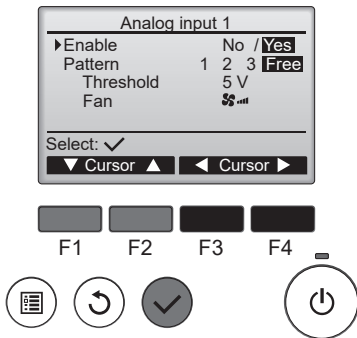 Analog input 1
Enable No / Yes
Pattern 1 2 3 Free
Threshold 5 V
Fan
Select:
Cursor Cursor
F1 F2 F3 F4